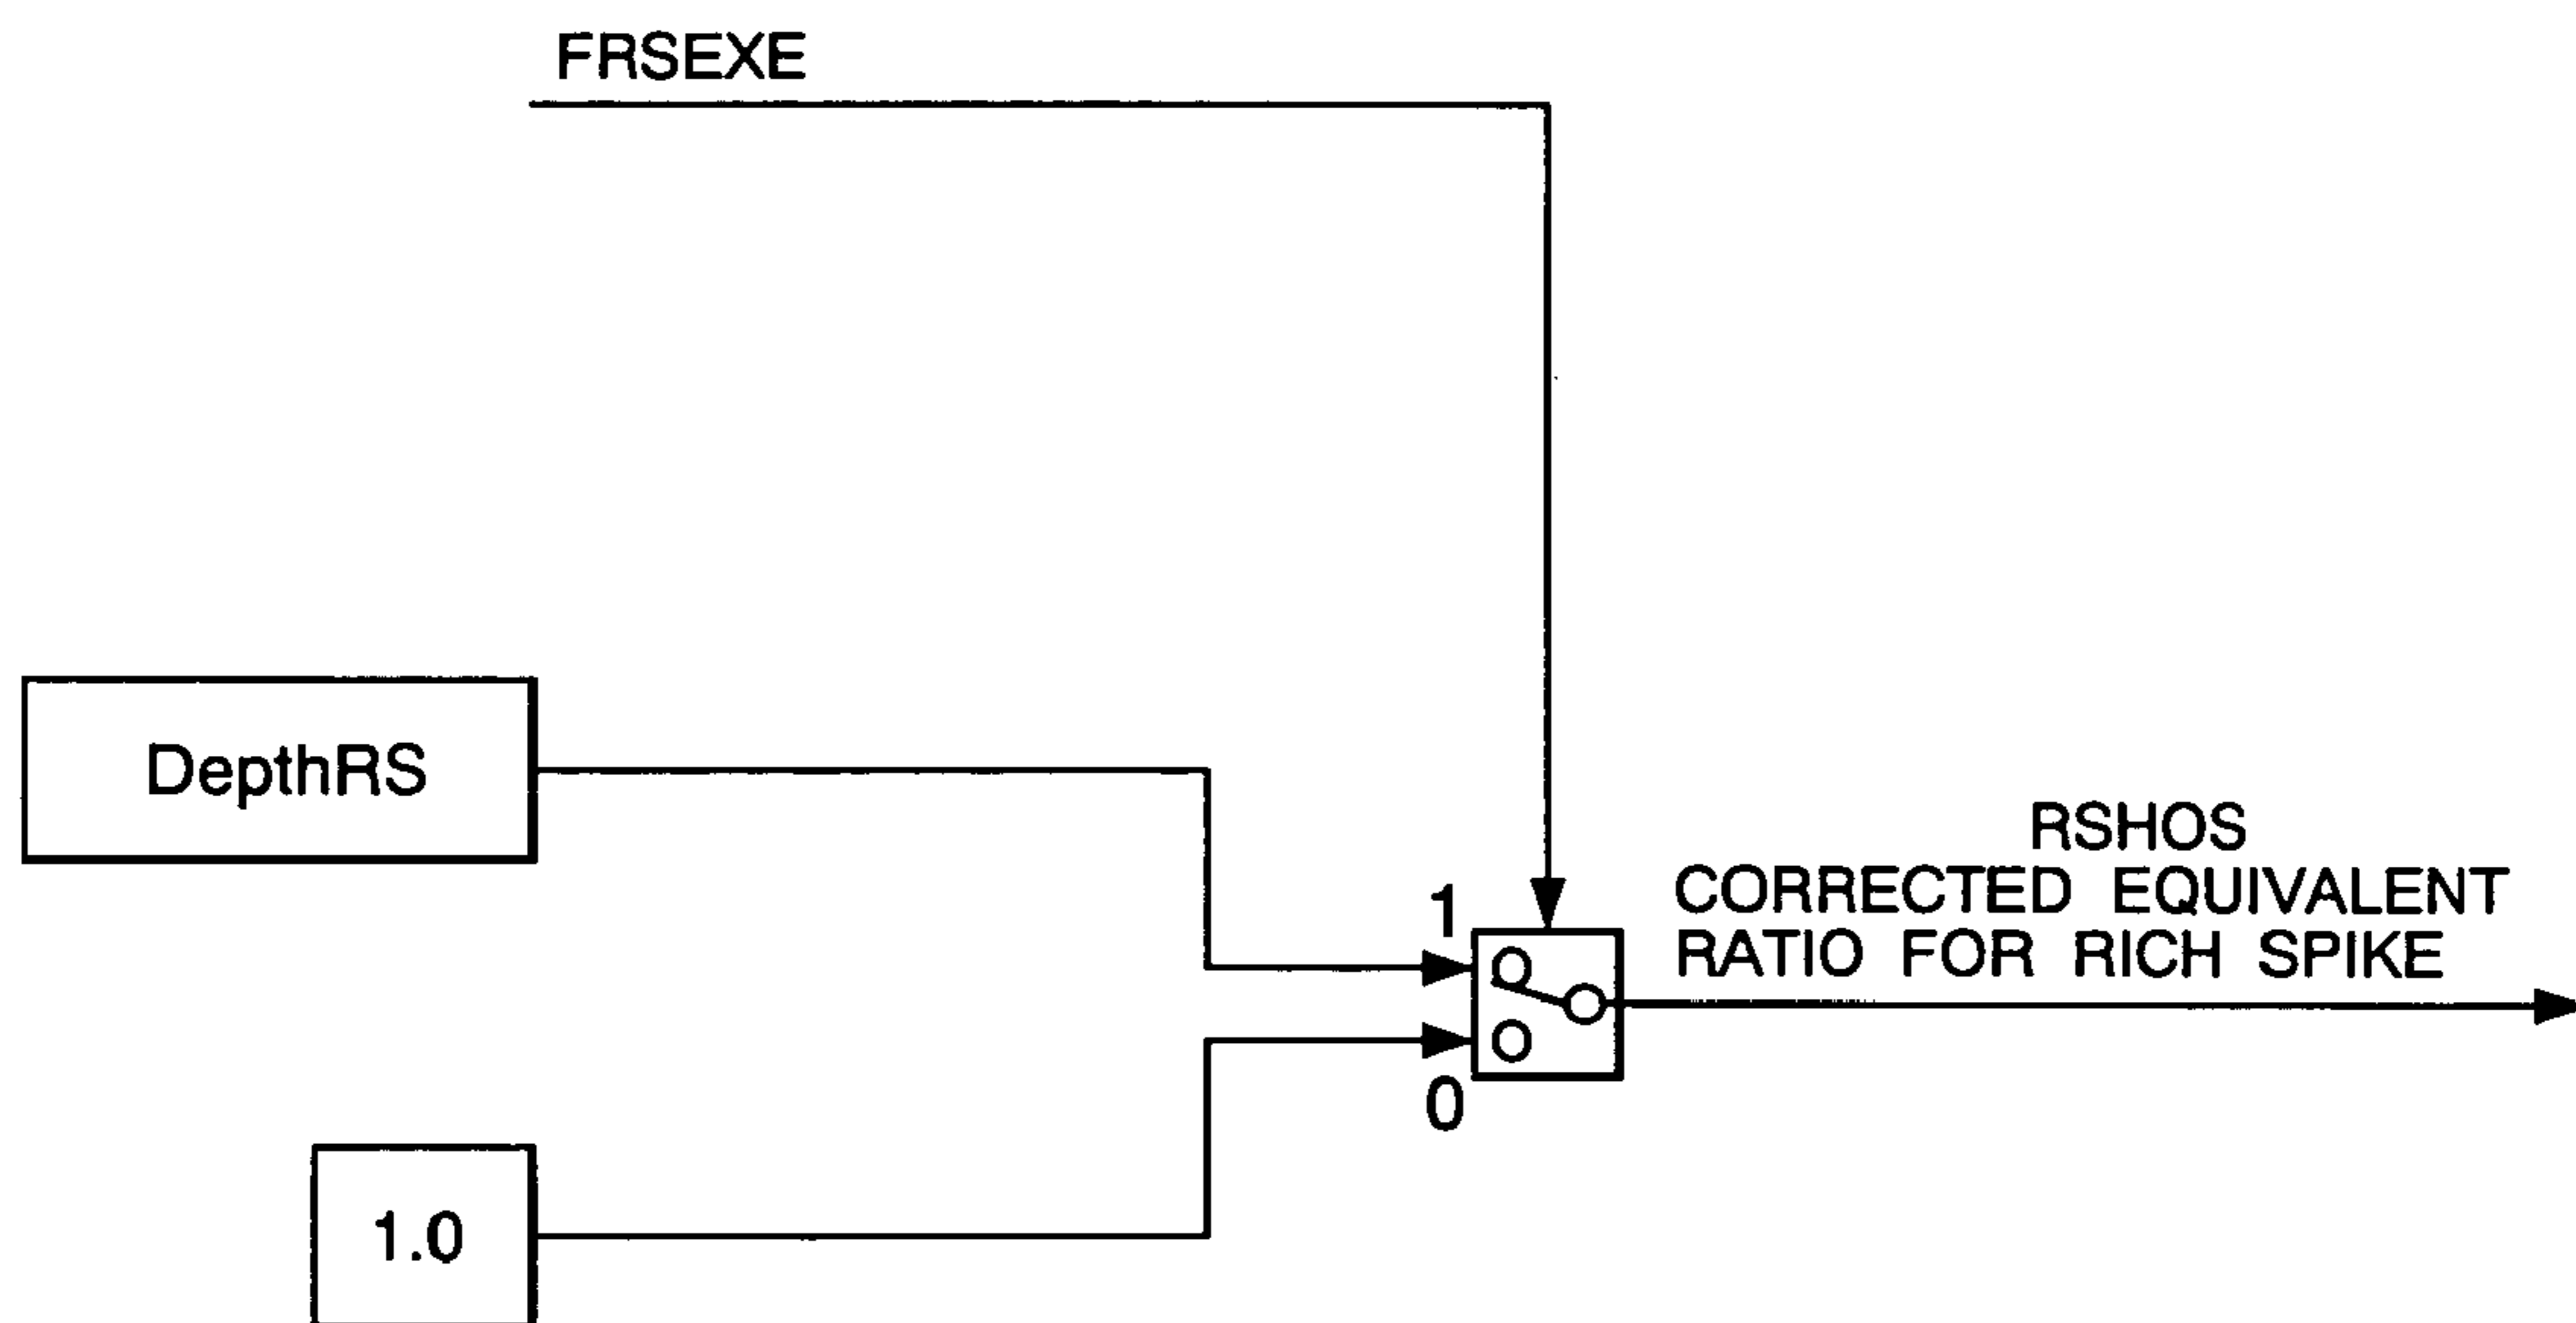 FRSEXE
DepthRS
RSHOS
CORRECTED EQUIVALENT
RATIO FOR RICH SPIKE
1
0
1.0